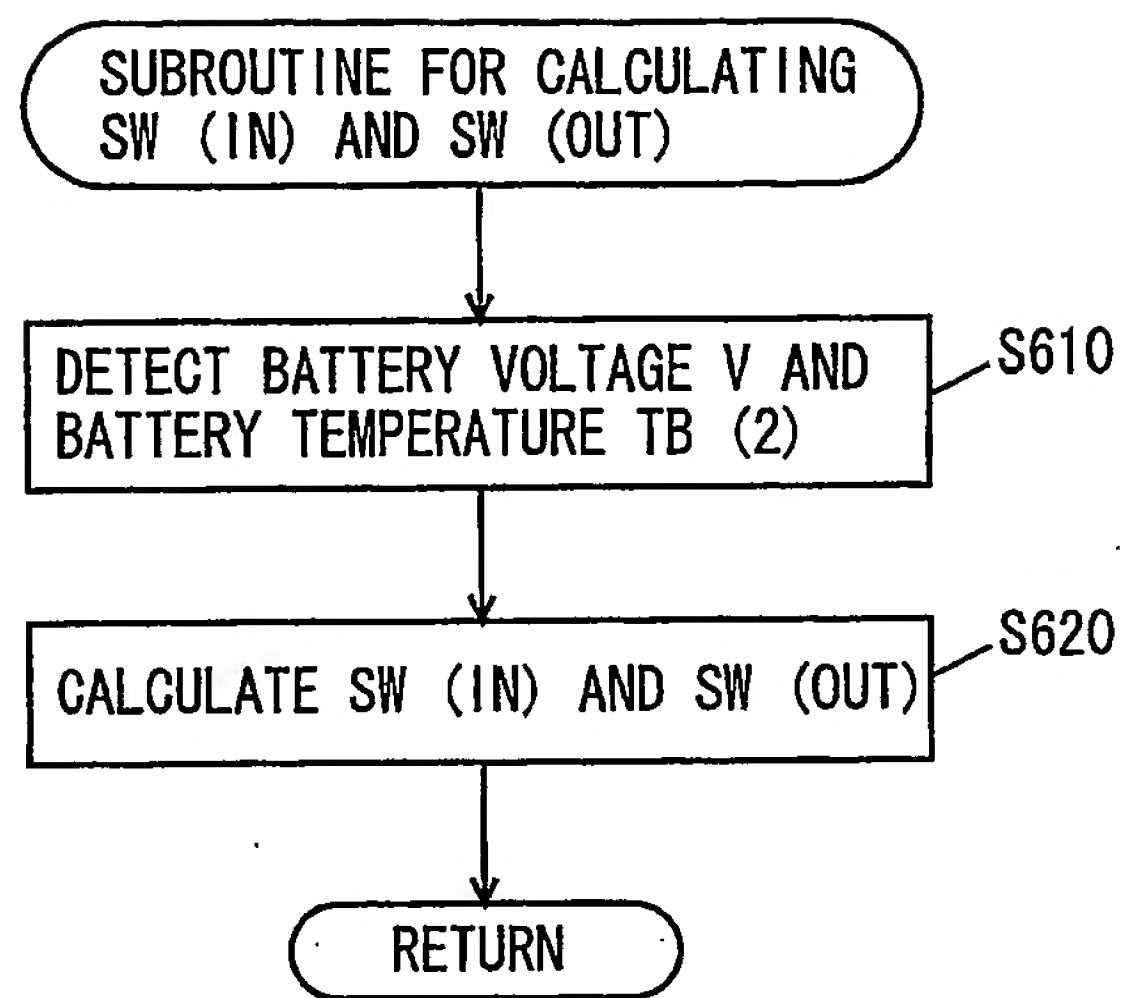 SUBROUTINE FOR CALCULATING
SW (IN) AND SW (OUT)
DETECT BATTERY VOLTAGE V AND
BATTERY TEMPERATURE TB (2)
S610
CALCULATE SW (IN) AND SW (OUT)
S620
RETURN